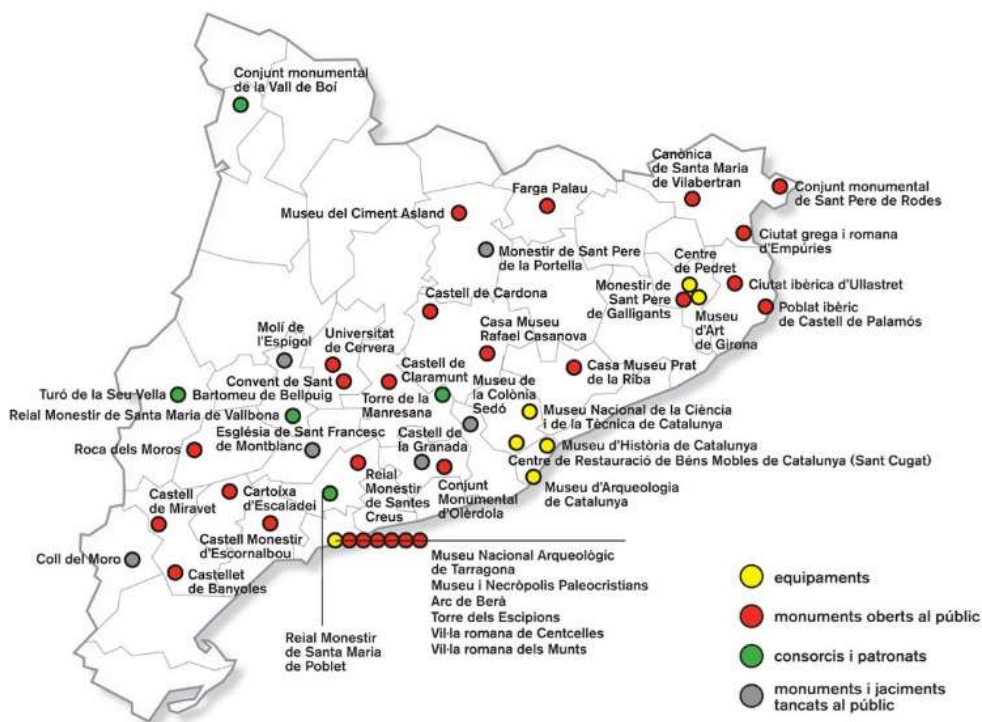 Conjunt monumental
de la Vall de Boí
Canònica
de Santa Maria
de Vilabertran
Farga Palau
Conjunt monumental
de Sant Pere de Rodes
Museu del Ciment Asland
Ciutat grega i romana
d'Empúries
Monestir de Sant Pere
de la Portella
Centre
de Pedret
Ciutat ibèrica d'Ullastret
Monestir de
Sant Pere
de Galligants
Museu
d'Art
de Girona
Poblat ibèric
de Castell de Palamós
Castell de Cardona
Molí de
l'Espígol
Universitat
de Cervera
Casa Museu
Rafael Casanova
Convent de Sant
Bartomeu de Bellpuig
Castell de
Claramunt
Torre de la
Manresana
Casa Museu Prat
de la Riba
Turó de la Seu Vella
Museu de
la Colònia
Sedó
Reial Monestir de Santa Maria de Vallbona
Museu Nacional de la Ciència
i de la Tècnica de Catalunya
Església de Sant Francesc
de Montblanc
Castell de
la Granada
Roca dels Moros
Museu d'Història de Catalunya
Centre de Restauració de Béns Mobles de Catalunya (Sant Cugat)
Reial
Monestir
de Santes
Creus
Conjunt
Monumental
d'Olèrdola
Museu d'Arqueologia
de Catalunya
Castell
de Miravet
Cartoixa
d'Escaladei
Castell Monestir
d'Escornalbou
Coll del Moro
Castellet
de Banyoles
Museu Nacional Arqueològic
de Tarragona
Museu i Necròpolis Paleocristians
Arc de Berà
Torre dels Escipions
Vil·la romana de Centcelles
Vil·la romana dels Munts
Reial Monestir
de Santa Maria
de Poblet
equipaments
monuments oberts al públic
consorcis i patronats
monuments i jaciments
tancats al públic